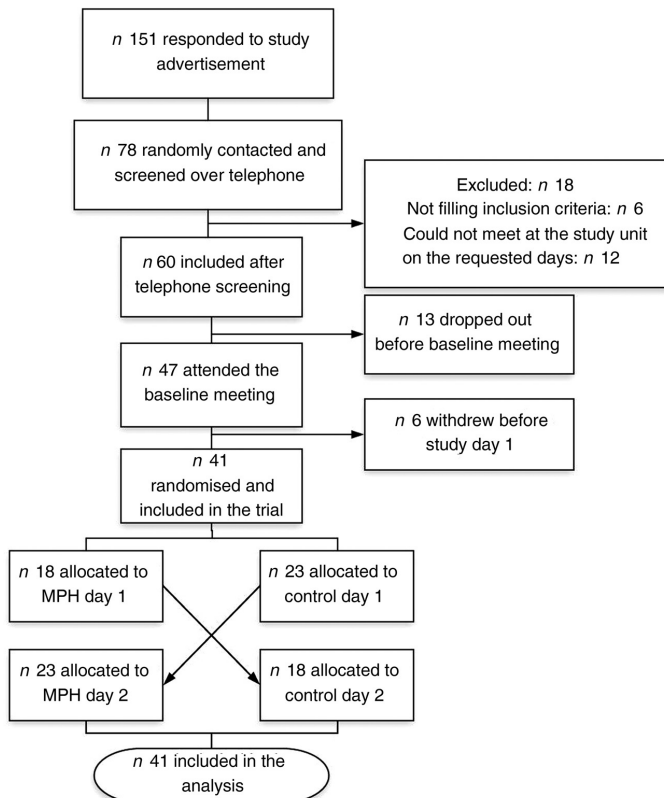 n 151 responded to study
advertisement
n 78 randomly contacted and
screened over telephone
Excluded: n 18
Not filling inclusion criteria: n 6
Could not meet at the study unit
on the requested days: n 12
n 60 included after
telephone screening
n 13 dropped out
before baseline meeting
n 47 attended the
baseline meeting
n 6 withdrew before
study day 1
n 41
randomised and
included in the trial
n 18 allocated to
MPH day 1
n 23 allocated to
control day 1
n 23 allocated to
MPH day 2
n 18 allocated to
control day 2
n 41 included in the
analysis